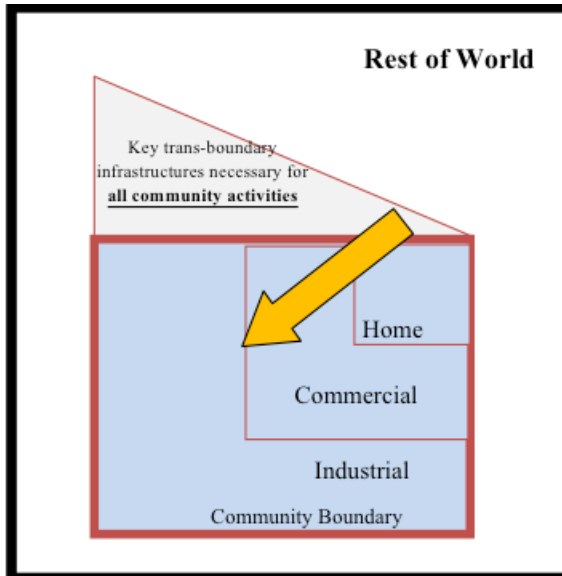 Rest of World
Key trans-boundary
infrastructures necessary for
all community activities
Home
Commercial
Industrial
Community Boundary